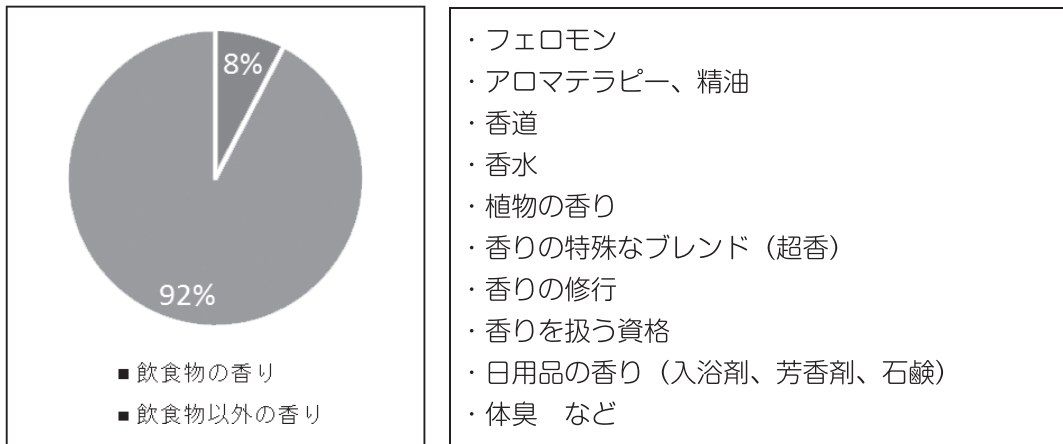 8%
92%
■ 飲食物の香り
■ 飲食物以外の香り
・フェロモン
・アロマテラピー、精油
・香道
・香水
・植物の香り
・香りの特殊なブレンド（超香）
・香りの修行
・香りを扱う資格
・日用品の香り（入浴剤、芳香剤、石鹸）
・体臭　など